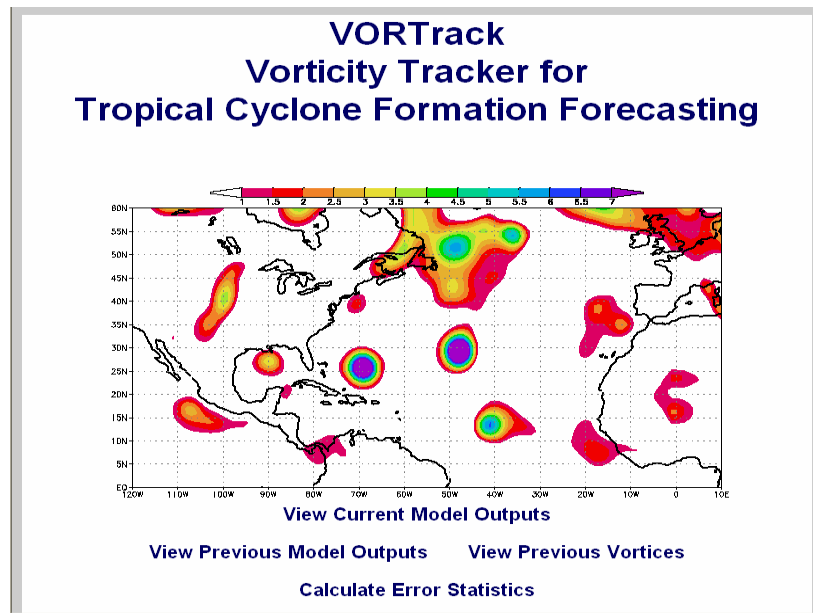 VORTrack
Vorticity Tracker for
Tropical Cyclone Formation Forecasting
1 1.5 2 2.5 3 3.5 4 4.5 5 5.5 6 6.5 7
60N
55N
50N
45N
40N
35N
30N
25N
20N
15N
10N
5N
EQ
120W 110W 100W 90W 80W 70W 60W 50W 40W 30W 20W 10W 0 10E
View Current Model Outputs
View Previous Model Outputs View Previous Vortices
Calculate Error Statistics